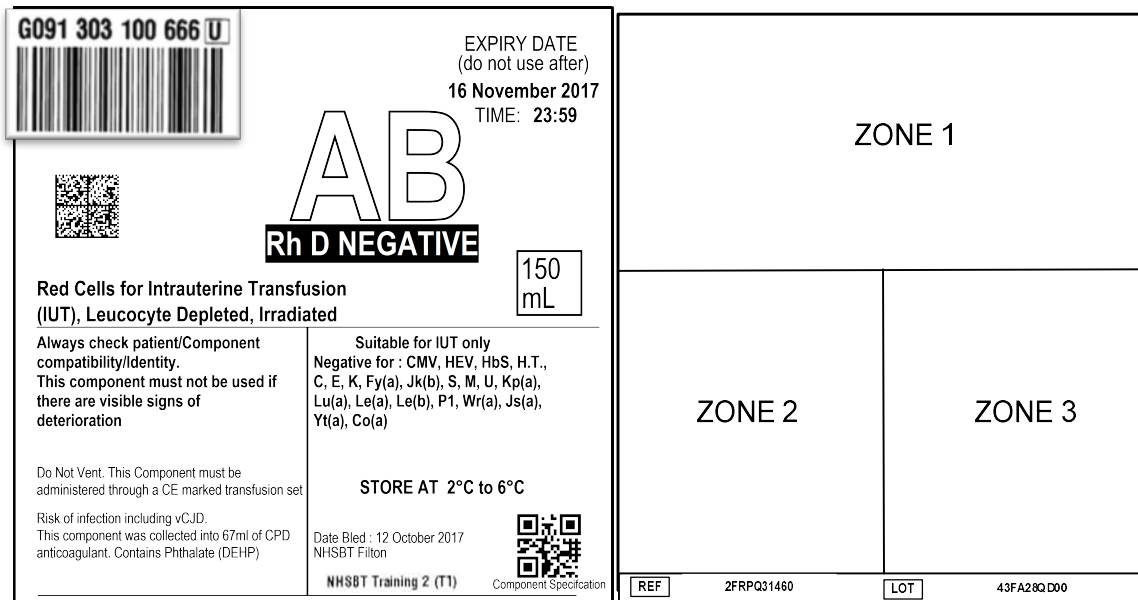 G091 303 100 666 U
EXPIRY DATE
(do not use after)
16 November 2017
TIME: 23:59
AB
Rh D NEGATIVE
150
mL
Red Cells for Intrauterine Transfusion
(IUT), Leucocyte Depleted, Irradiated
Always check patient/Component
compatibility/Identity.
This component must not be used if
there are visible signs of
deterioration
Do Not Vent. This Component must be
administered through a CE marked transfusion set
Risk of infection including vCJD.
This component was collected into 67ml of CPD
anticoagulant. Contains Phthalate (DEHP)
Suitable for IUT only
Negative for : CMV, HEV, HbS, H.T.,
C, E, K, Fy(a), Jk(b), S, M, U, Kp(a),
Lu(a), Le(a), Le(b), P1, Wr(a), Js(a),
Yt(a), Co(a)
STORE AT 2°C to 6°C
Date Bled : 12 October 2017
NHSBT Filton
NHSBT Training 2 (T1)
Component Specifcation
ZONE 1
ZONE 2
ZONE 3
REF 2FRPQ31460
LOT 43FA28QD00